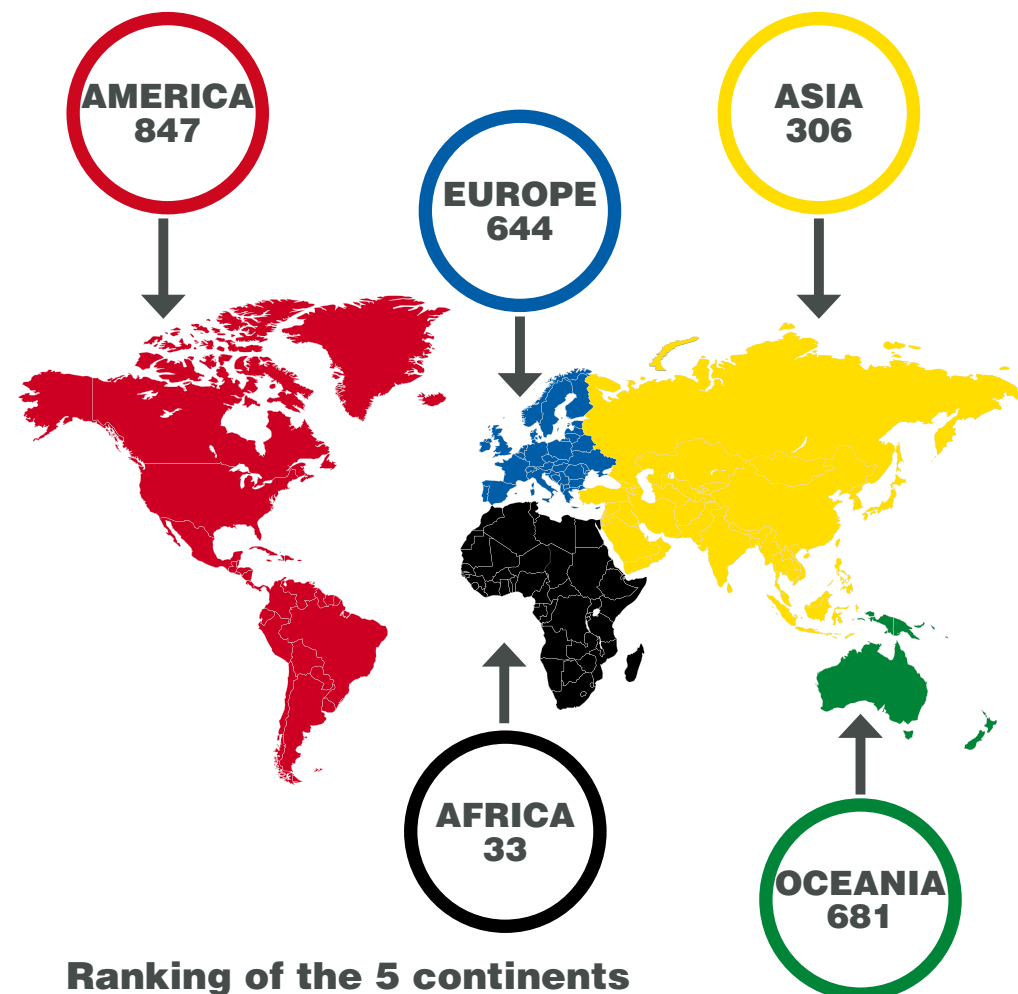 AMERICA
847
ASIA
306
EUROPE
644
AFRICA
33
OCEANIA
681
Ranking of the 5 continents